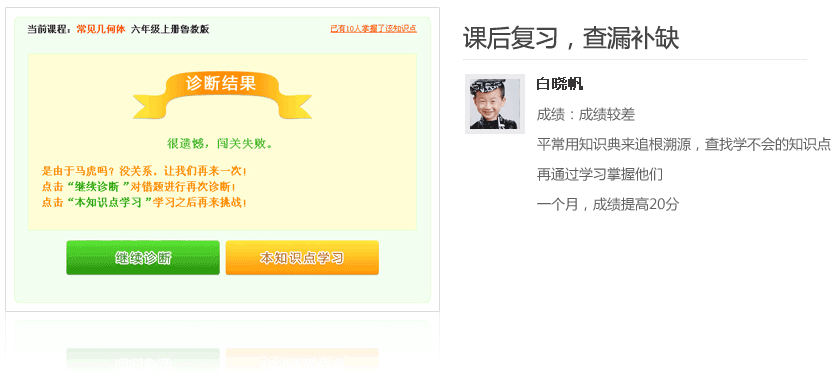 当前课程：常见几何体 六年级上册鲁教版
已有10人掌握了该知识点
诊断结果
很遗憾，闯关失败。
是由于马虎吗？没关系，让我们再来一次！
点击“继续诊断”对错题进行再次诊断！
点击“本知识点学习”学习之后再来挑战！
继续诊断
本知识点学习
课后复习，查漏补缺
白晓帆
成绩：成绩较差
平常用知识典来追根溯源，查找学不会的知识点
再通过学习掌握他们
一个月，成绩提高20分